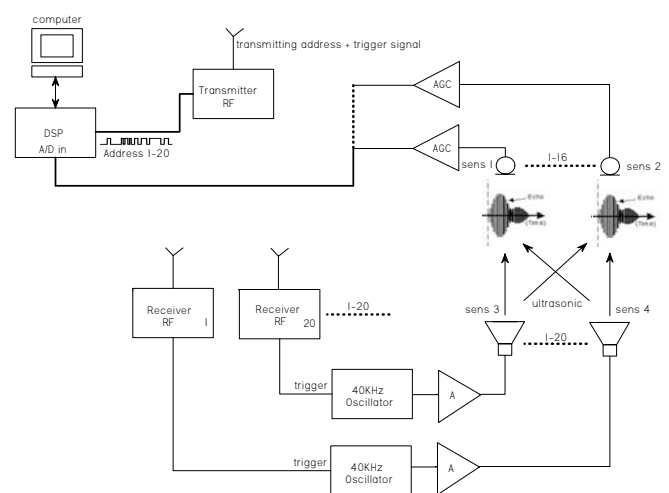 computer
transmitting address + trigger signal
Transmitter
RF
DSP
A/D in
Address 1-20
AGC
AGC
sens 1
1-16
sens 2
Echo
(Time)
Echo
(Time)
ultrasonic
sens 3
sens 4
1-20
Receiver
RF
1
Receiver
RF
20
1-20
trigger
40KHz
Oscillator
A
trigger
40KHz
Oscillator
A